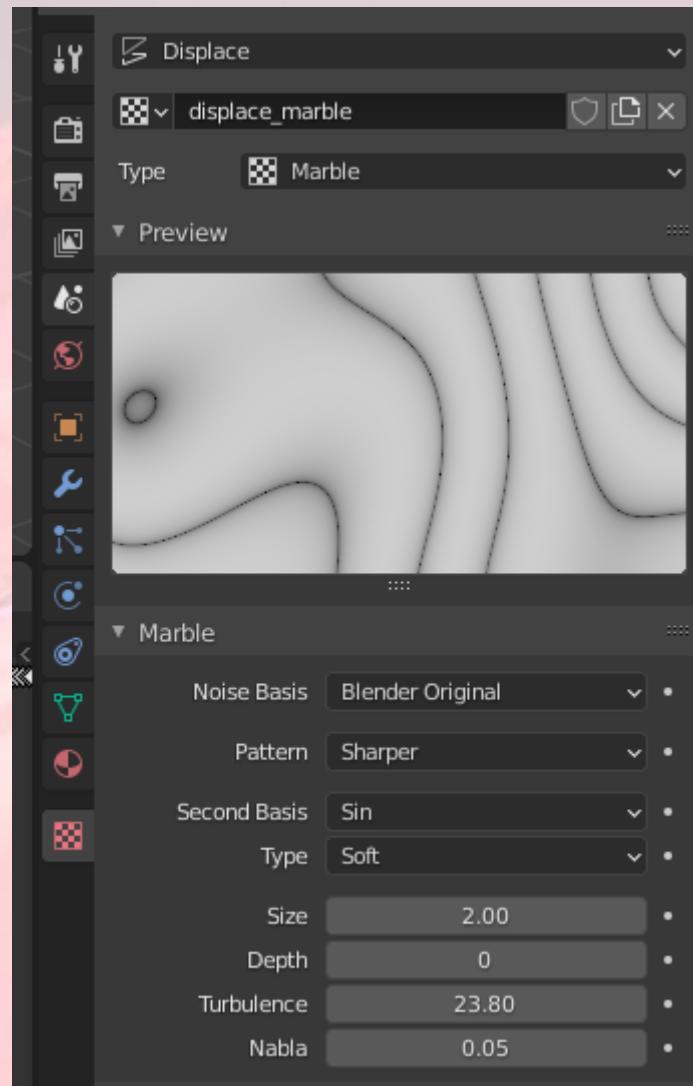 Displace
displace_marble
Type Marble
Preview
Marble
Noise Basis Blender Original
Pattern Sharper
Second Basis Sin
Type Soft
Size 2.00
Depth 0
Turbulence 23.80
Nabla 0.05